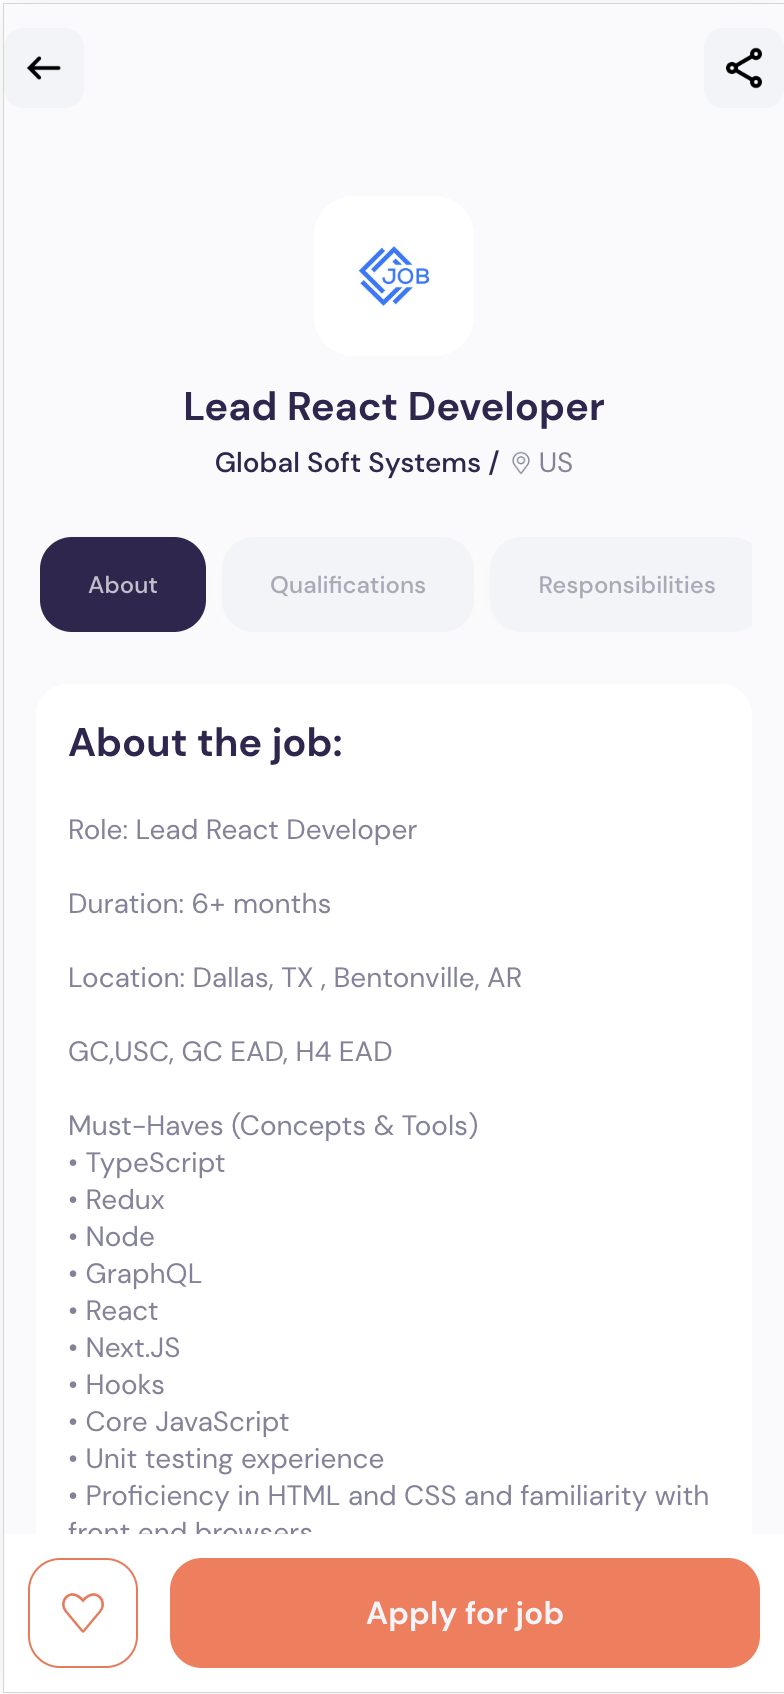 JOB
Lead React Developer
Global Soft Systems / US
About
Qualifications
Responsibilities
About the job:
Role: Lead React Developer
Duration: 6+ months
Location: Dallas, TX , Bentonville, AR
GC,USC, GC EAD, H4 EAD
Must-Haves (Concepts & Tools)
• TypeScript
• Redux
• Node
• GraphQL
• React
• Next.JS
• Hooks
• Core JavaScript
• Unit testing experience
• Proficiency in HTML and CSS and familiarity with
front end browsers
Apply for job